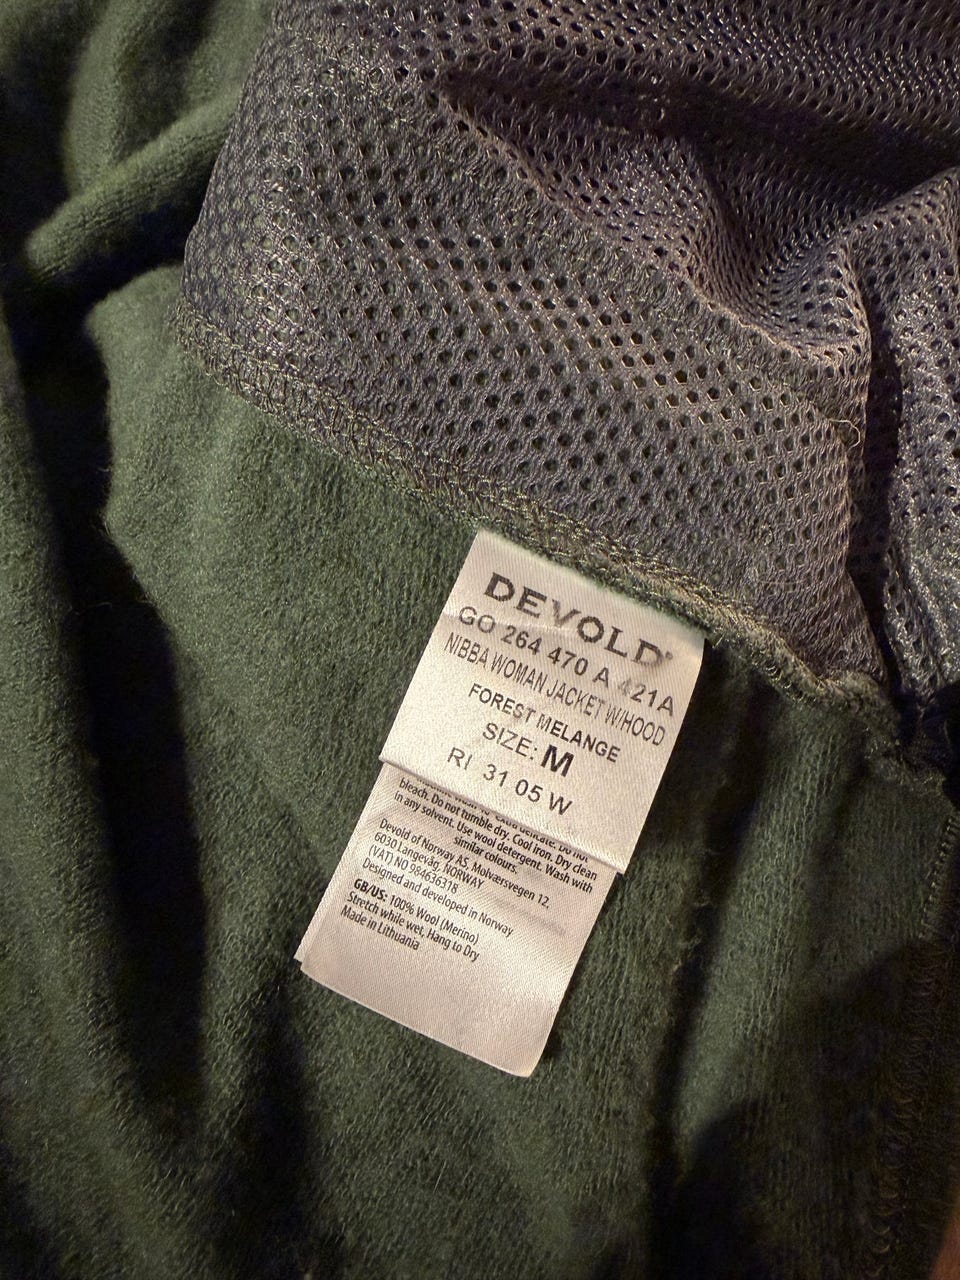 DEVOLD
GO 264 470 A 421A
NIBBA WOMAN JACKET W/HOOD
FOREST MELANGE
SIZE: M
RI 31 05 W
delicate. Do not
bleach. Do not tumble dry. Cool iron. Dry clean
in any solvent. Use wool detergent. Wash with
similar colours.
Devold of Norway AS, Molværsvegen 12.
6030 Langevåg, NORWAY
(VAT) NO 984636318
Designed and developed in Norway
GB/US: 100% Wool (Merino)
Stretch while wet, Hang to Dry
Made in Lithuania